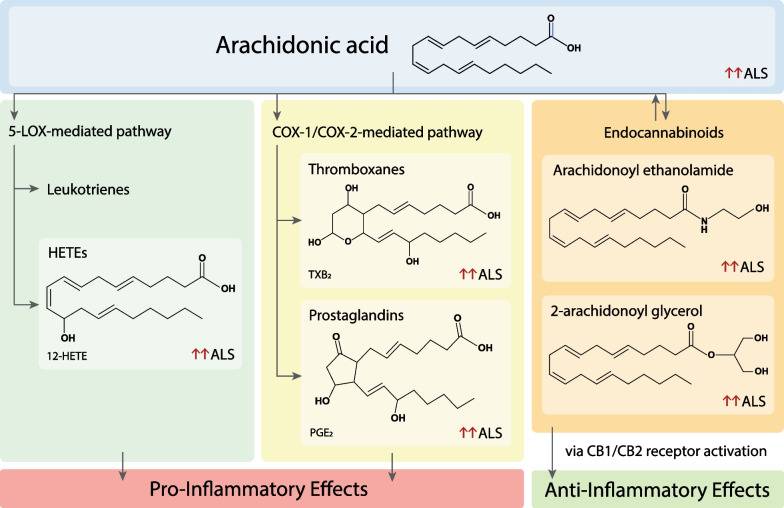 Arachidonic acid
O
OH
↑↑ALS
5-LOX-mediated pathway
Leukotrienes
HETEs
O
OH
OH
12-HETE
↑↑ALS
COX-1/COX-2-mediated pathway
Thromboxanes
OH
O
OH
HO
O
OH
TXB₂
↑↑ALS
Prostaglandins
O
O
OH
HO
OH
PGE₂
↑↑ALS
Endocannabinoids
Arachidonoyl ethanolamide
O
OH
N
H
↑↑ALS
2-arachidonoyl glycerol
O
OH
O
OH
↑↑ALS
via CB1/CB2 receptor activation
Pro-Inflammatory Effects
Anti-Inflammatory Effects